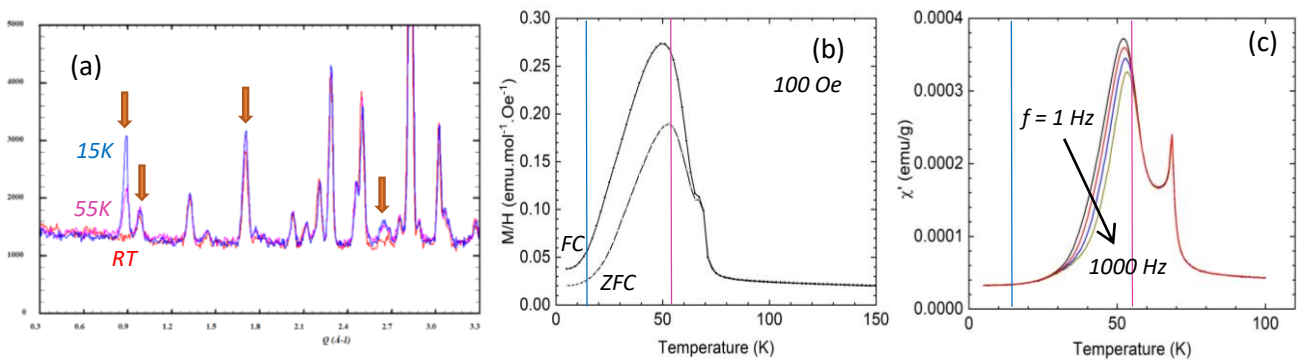 (a)
15K
55K
RT
5000
4000
3000
2000
1000
0
0.3 0.6 0.9 1.2 1.5 1.8 2.1 2.4 2.7 3.0 3.3
Q (Å-1)
(b)
100 Oe
FC
ZFC
M/H (emu.mol⁻¹.Oe⁻¹)
0.30
0.25
0.20
0.15
0.10
0.05
0.00
0 50 100 150
Temperature (K)
(c)
f = 1 Hz
1000 Hz
χ' (emu/g)
0.0004
0.0003
0.0002
0.0001
0.0000
0 50 100
Temperature (K)